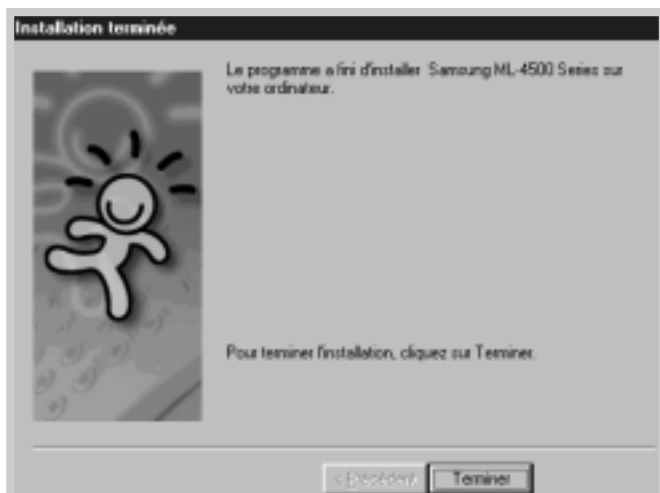 Installation terminée
Le programme a fini d'installer Samsung ML-4500 Series sur
votre ordinateur.
Pour terminer l'installation, cliquez sur Terminer.
< Précédent Terminer